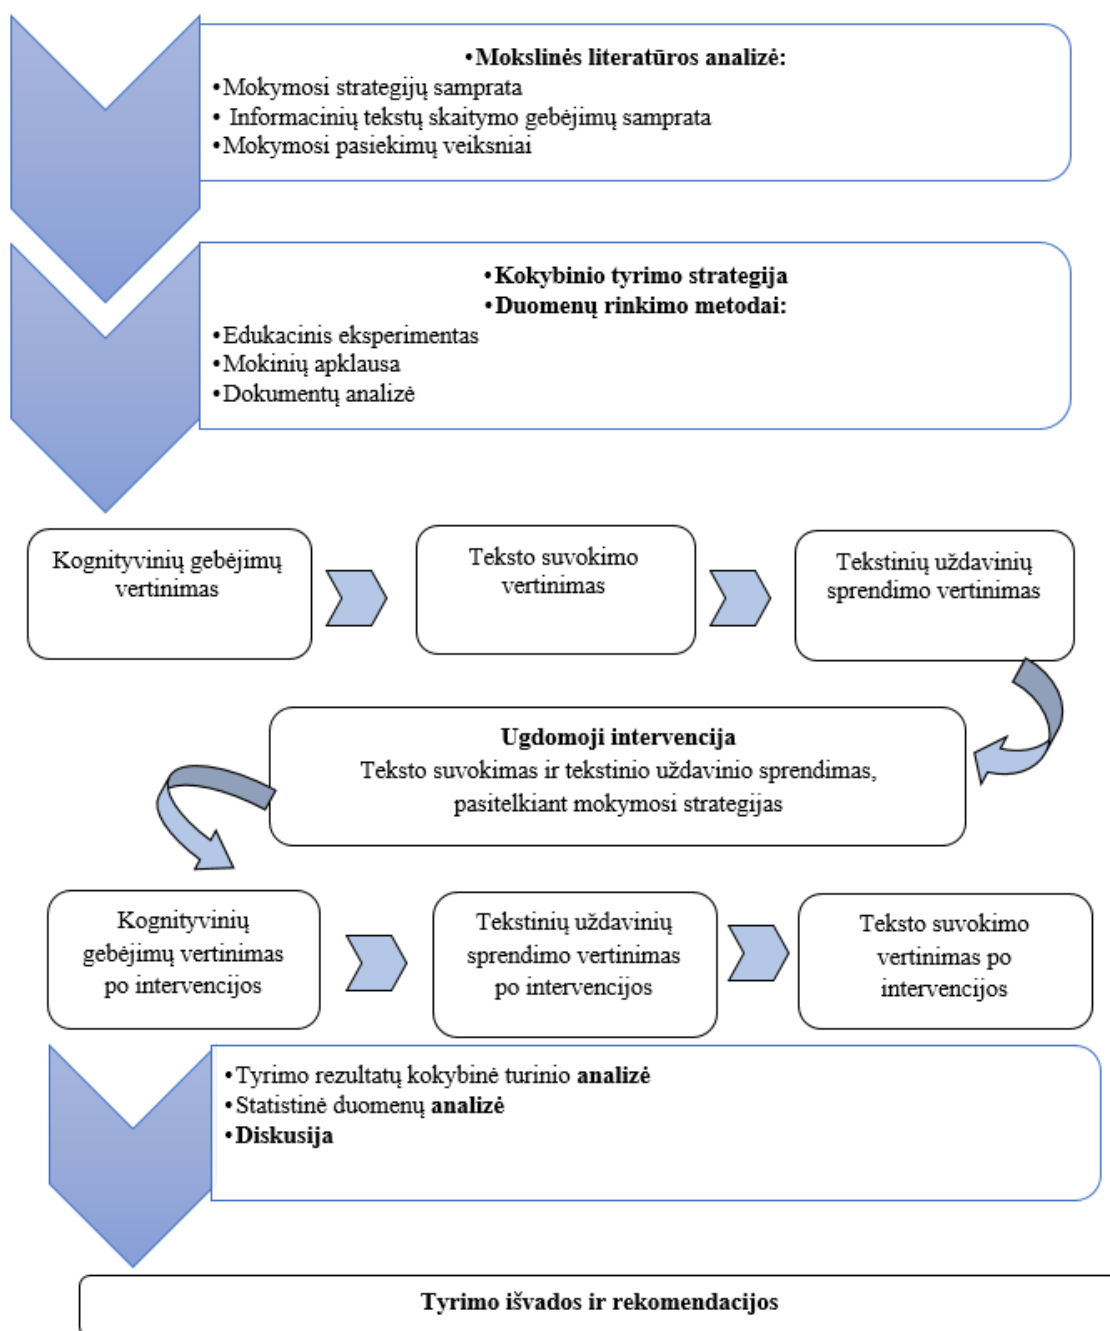 •Mokslinės literatūros analizė:
•Mokymosi strategijų samprata
• Informacinių tekstų skaitymo gebėjimų samprata
•Mokymosi pasiekimų veiksniai
•Kokybinio tyrimo strategija
•Duomenų rinkimo metodai:
•Edukacinis eksperimentas
•Mokinių apklausa
•Dokumentų analizė
Kognityvinių gebėjimų
vertinimas
Teksto suvokimo
vertinimas
Tekstinių uždavinių
sprendimo vertinimas
Ugdomoji intervencija
Teksto suvokimas ir tekstinio uždavinio sprendimas,
pasitelkiant mokymosi strategijas
Kognityvinių
gebėjimų vertinimas
po intervencijos
Tekstinių uždavinių
sprendimo vertinimas
po intervencijos
Teksto suvokimo
vertinimas po
intervencijos
•Tyrimo rezultatų kokybinė turinio analizė
•Statistinė duomenų analizė
•Diskusija
Tyrimo išvados ir rekomendacijos